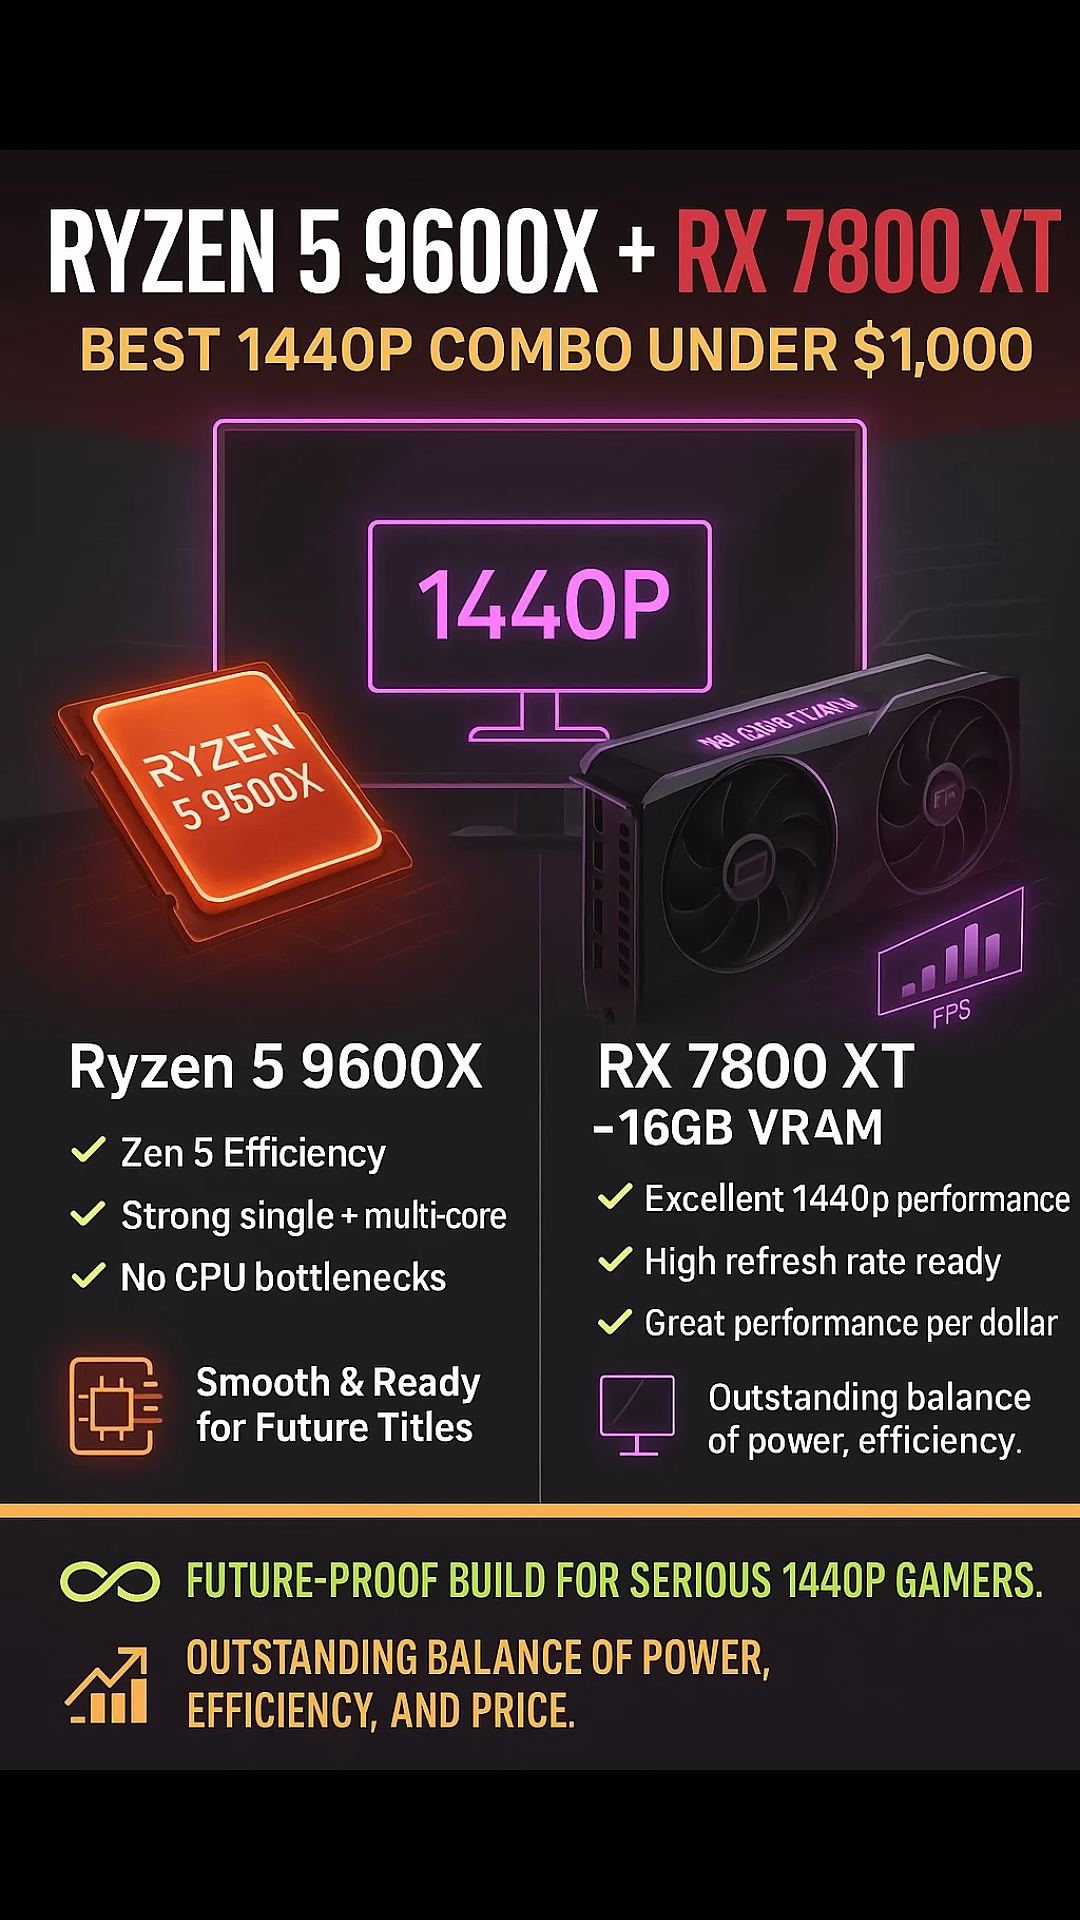 RYZEN 5 9600X + RX 7800 XT
BEST 1440P COMBO UNDER $1,000
1440P
RYZEN
5 9500X
FPS
Ryzen 5 9600X
Zen 5 Efficiency
Strong single + multi-core
No CPU bottlenecks
Smooth & Ready
for Future Titles
RX 7800 XT
-16GB VRAM
Excellent 1440p performance
High refresh rate ready
Great performance per dollar
Outstanding balance
of power, efficiency.
FUTURE-PROOF BUILD FOR SERIOUS 1440P GAMERS.
OUTSTANDING BALANCE OF POWER,
EFFICIENCY, AND PRICE.